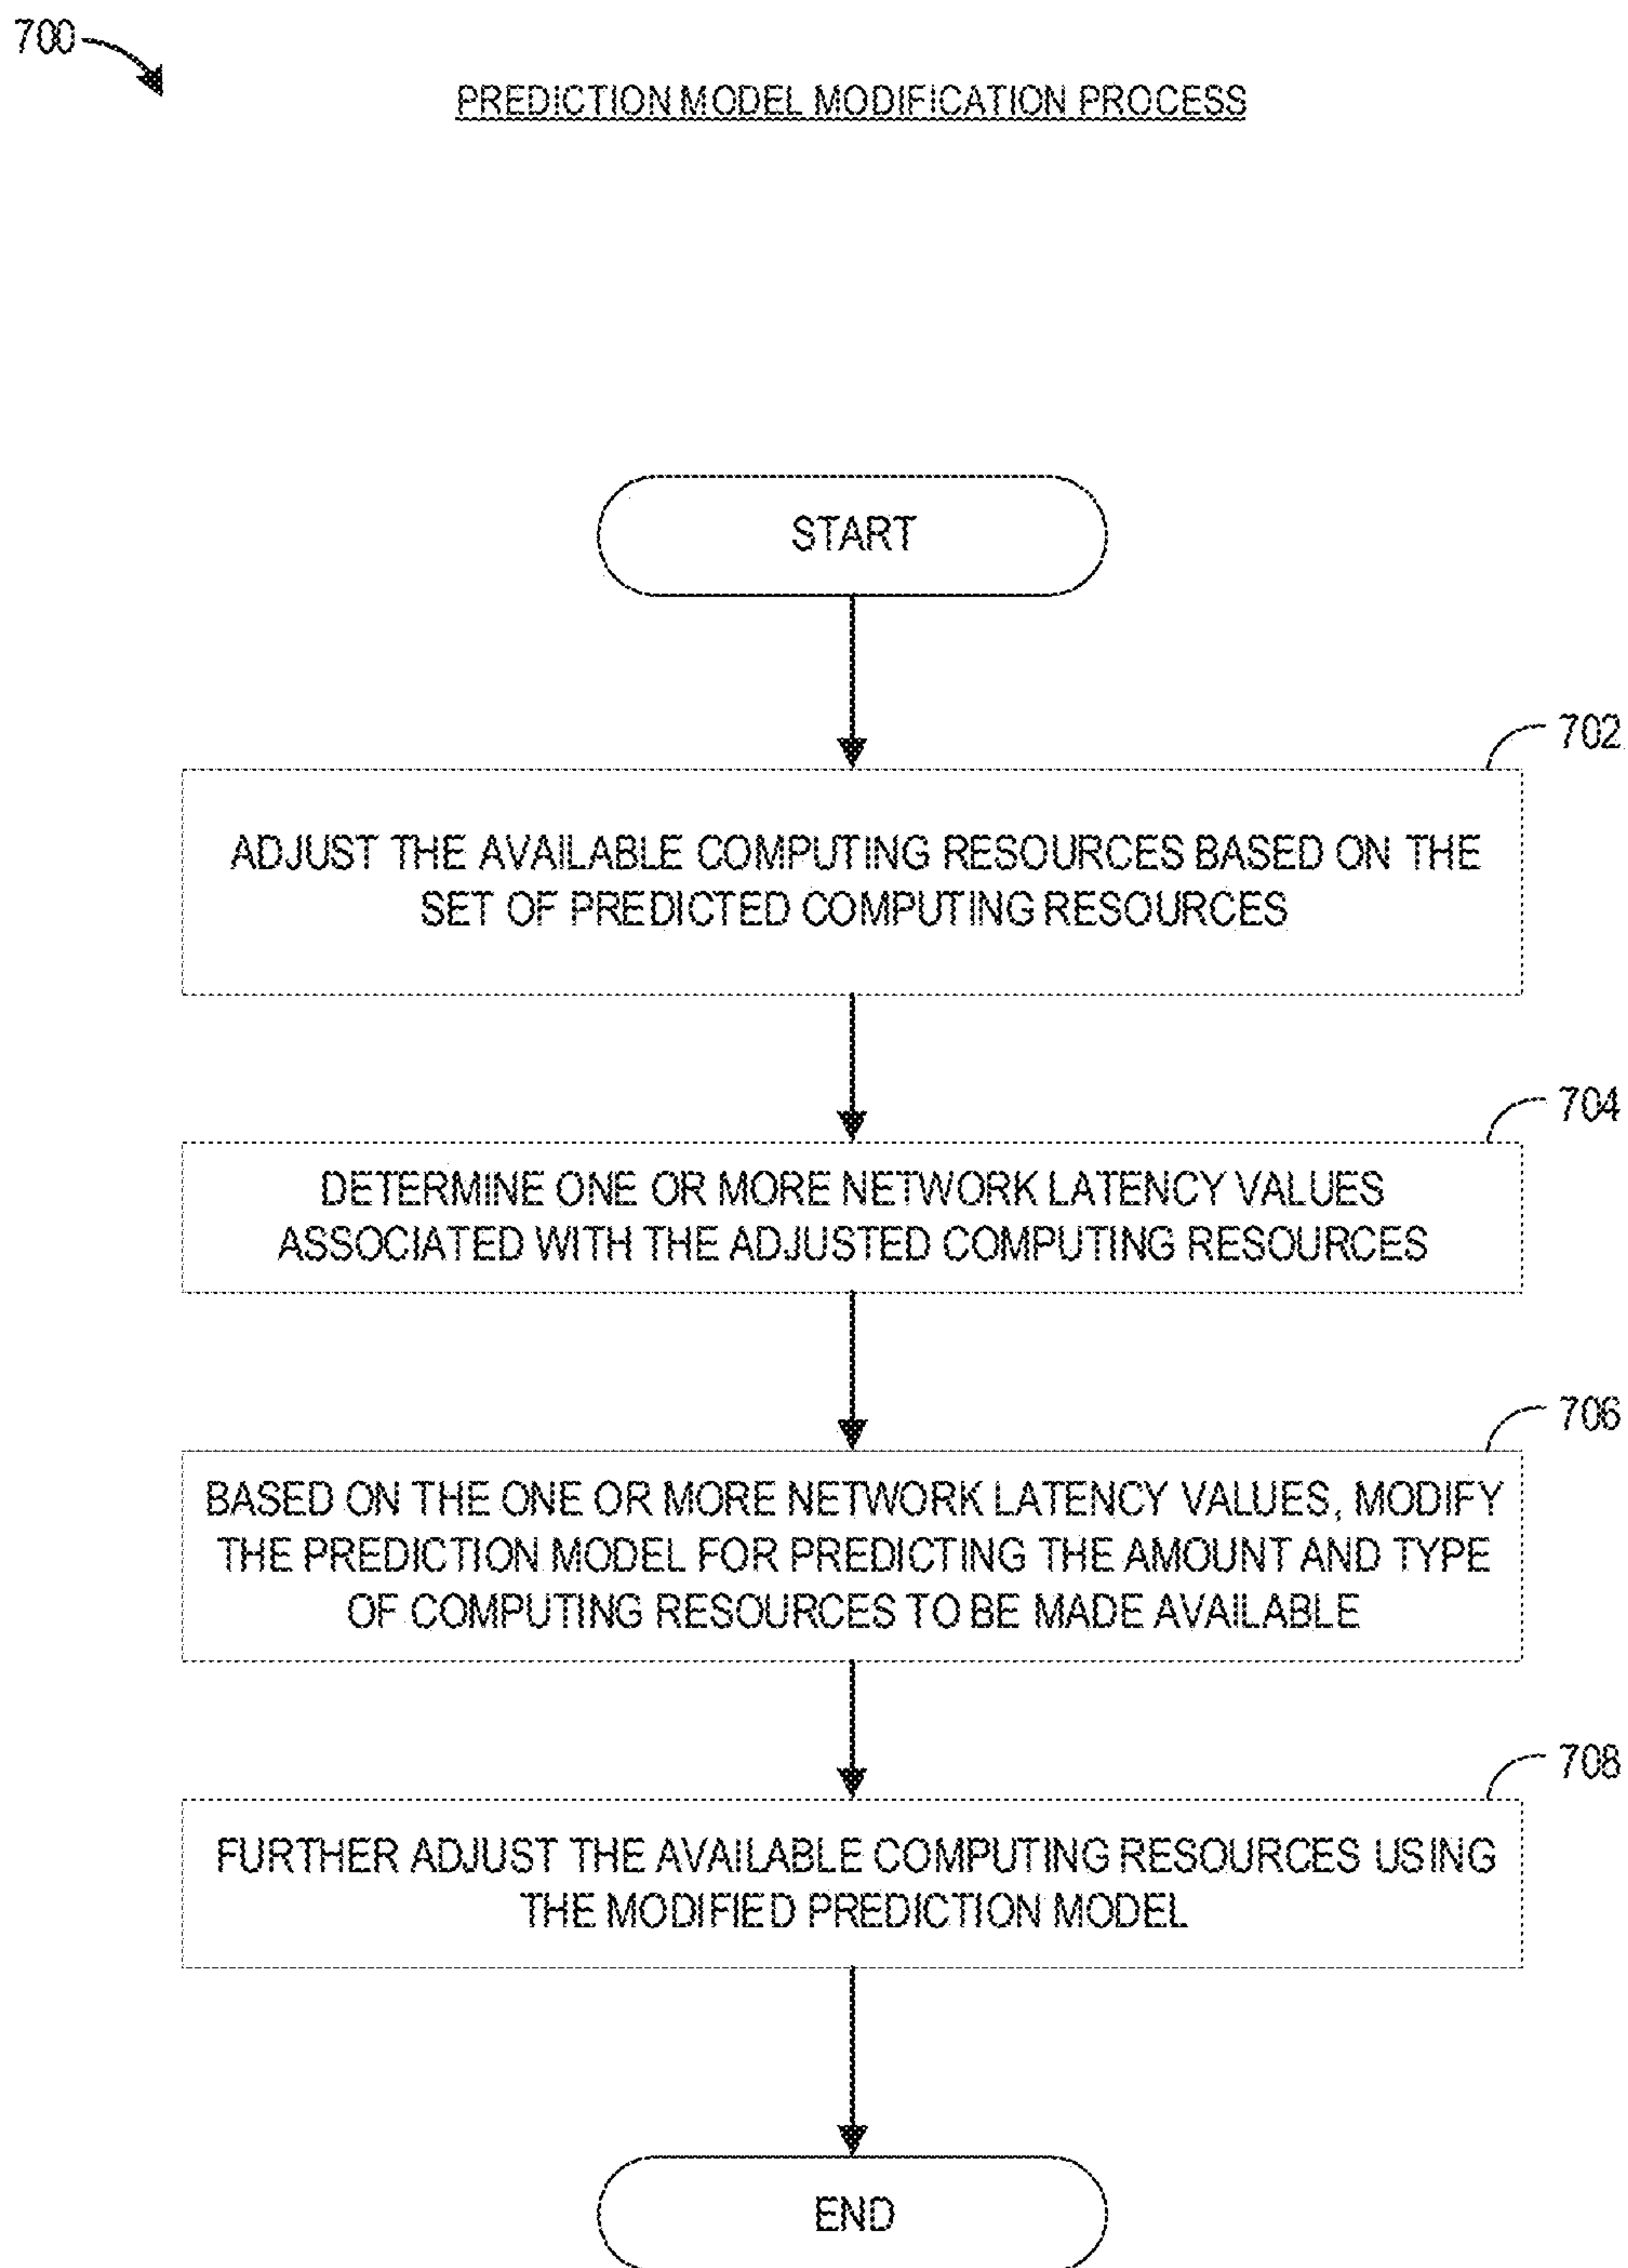 700
PREDICTION MODEL MODIFICATION PROCESS
START
702
ADJUST THE AVAILABLE COMPUTING RESOURCES BASED ON THE
SET OF PREDICTED COMPUTING RESOURCES
704
DETERMINE ONE OR MORE NETWORK LATENCY VALUES
ASSOCIATED WITH THE ADJUSTED COMPUTING RESOURCES
706
BASED ON THE ONE OR MORE NETWORK LATENCY VALUES, MODIFY
THE PREDICTION MODEL FOR PREDICTING THE AMOUNT AND TYPE
OF COMPUTING RESOURCES TO BE MADE AVAILABLE
708
FURTHER ADJUST THE AVAILABLE COMPUTING RESOURCES USING
THE MODIFIED PREDICTION MODEL
END